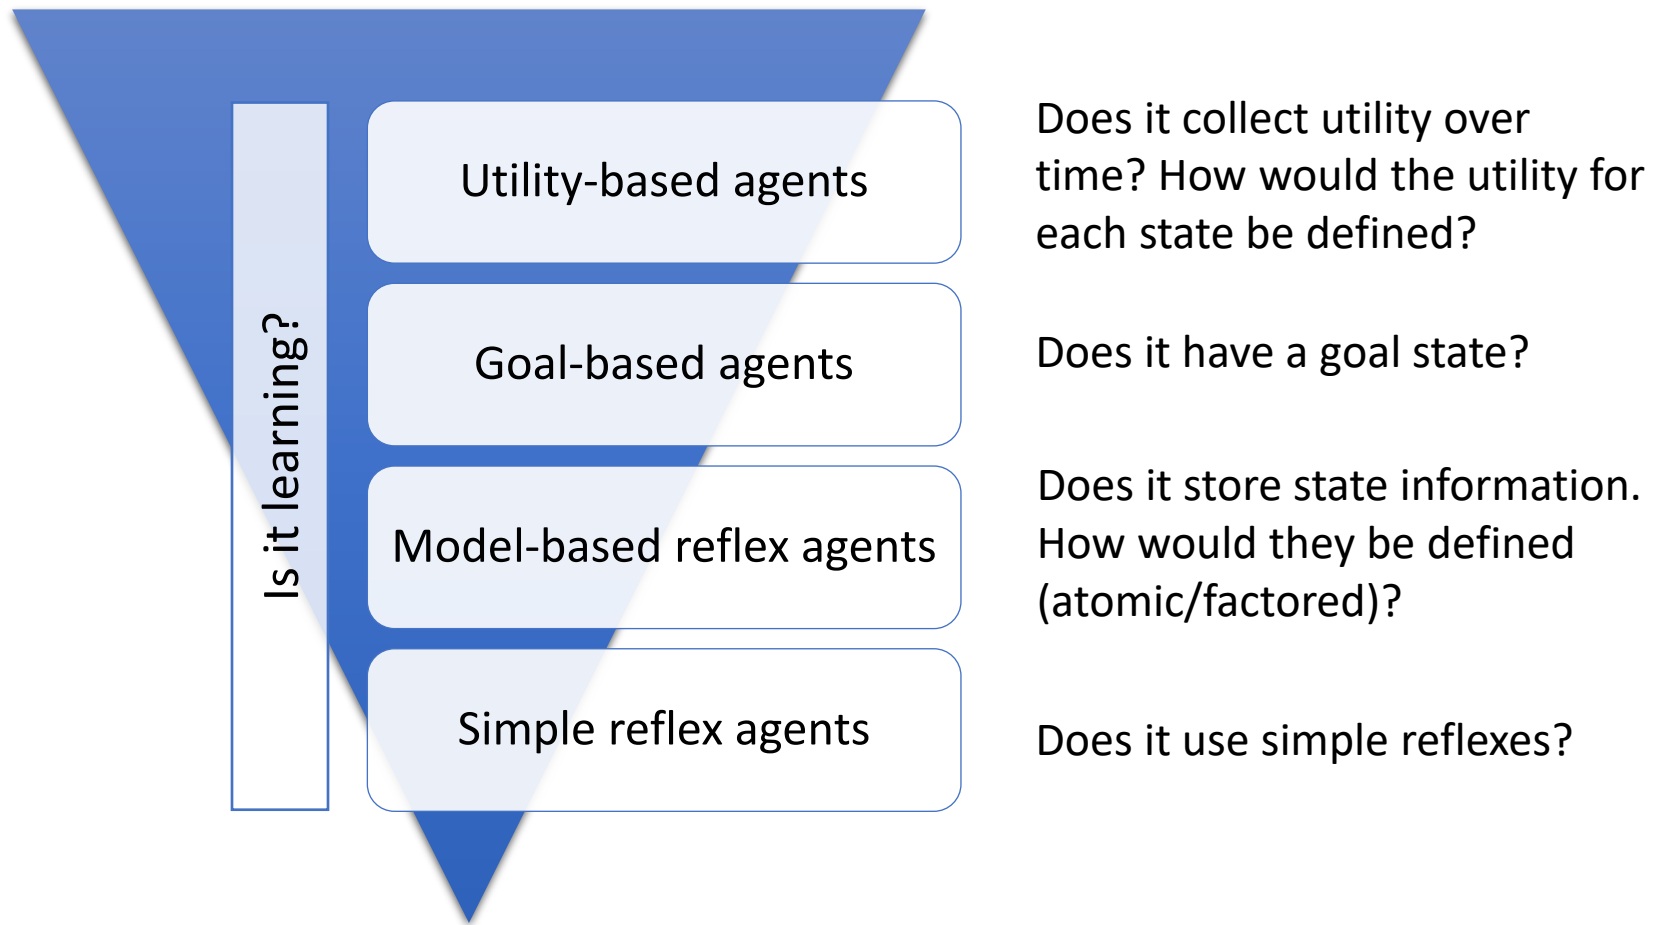 Is it learning?
Utility-based agents
Does it collect utility over
time? How would the utility for
each state be defined?
Goal-based agents
Does it have a goal state?
Model-based reflex agents
Does it store state information.
How would they be defined
(atomic/factored)?
Simple reflex agents
Does it use simple reflexes?